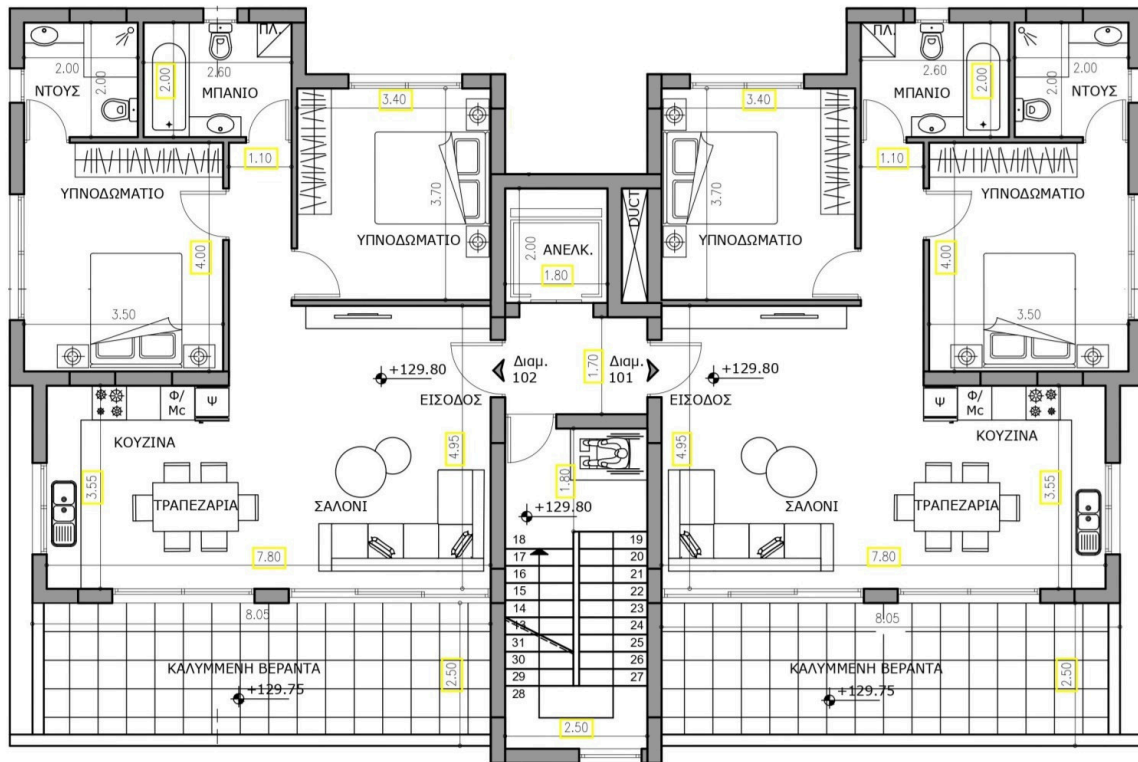 ΠΛ.
ΠΛ.
2.00
2.00
2.00
2.60
2.60
2.00
2.00
2.00
ΝΤΟΥΣ
ΜΠΑΝΙΟ
ΜΠΑΝΙΟ
ΝΤΟΥΣ
3.40
3.40
1.10
1.10
ΥΠΝΟΔΩΜΑΤΙΟ
ΥΠΝΟΔΩΜΑΤΙΟ
3.70
3.70
DUCT
ΥΠΝΟΔΩΜΑΤΙΟ
ΥΠΝΟΔΩΜΑΤΙΟ
2.00
ΑΝΕΛΚ.
1.80
4.00
4.00
3.50
3.50
+129.80
Διαμ.
102
1.70
Διαμ.
101
+129.80
ΕΙΣΟΔΟΣ
ΕΙΣΟΔΟΣ
Φ/
Mc
Ψ
Ψ
Φ/
Mc
ΚΟΥΖΙΝΑ
ΚΟΥΖΙΝΑ
4.95
4.95
3.55
3.55
1.80
ΤΡΑΠΕΖΑΡΙΑ
ΣΑΛΟΝΙ
+129.80
ΣΑΛΟΝΙ
ΤΡΑΠΕΖΑΡΙΑ
7.80
7.80
18
19
17
20
16
21
15
22
14
23
13
24
31
25
30
26
29
27
28
8.05
8.05
ΚΑΛΥΜΜΕΝΗ ΒΕΡΑΝΤΑ
2.50
ΚΑΛΥΜΜΕΝΗ ΒΕΡΑΝΤΑ
2.50
+129.75
+129.75
2.50